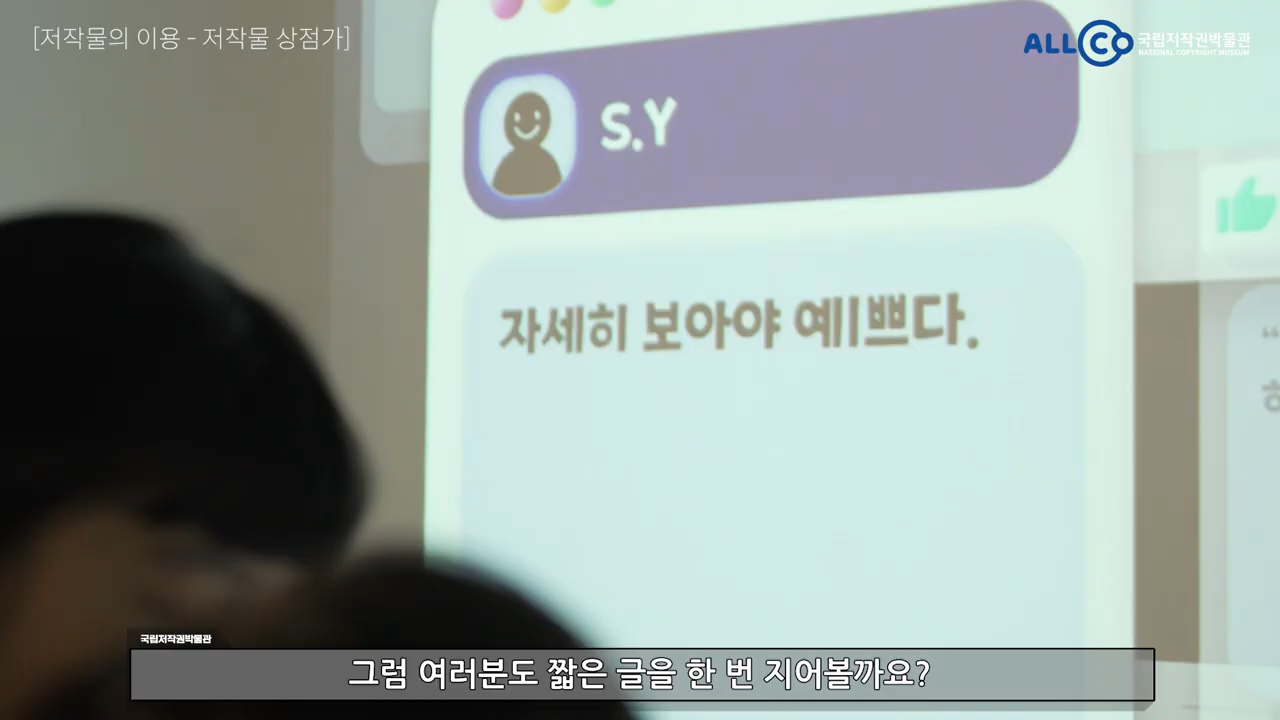 [저작물의 이용 - 저작물 상점가]
ALLCO 국립저작권박물관
NATIONAL COPYRIGHT MUSEUM
S.Y
자세히 보아야 예쁘다.
국립저작권박물관
그럼 여러분도 짧은 글을 한 번 지어볼까요?